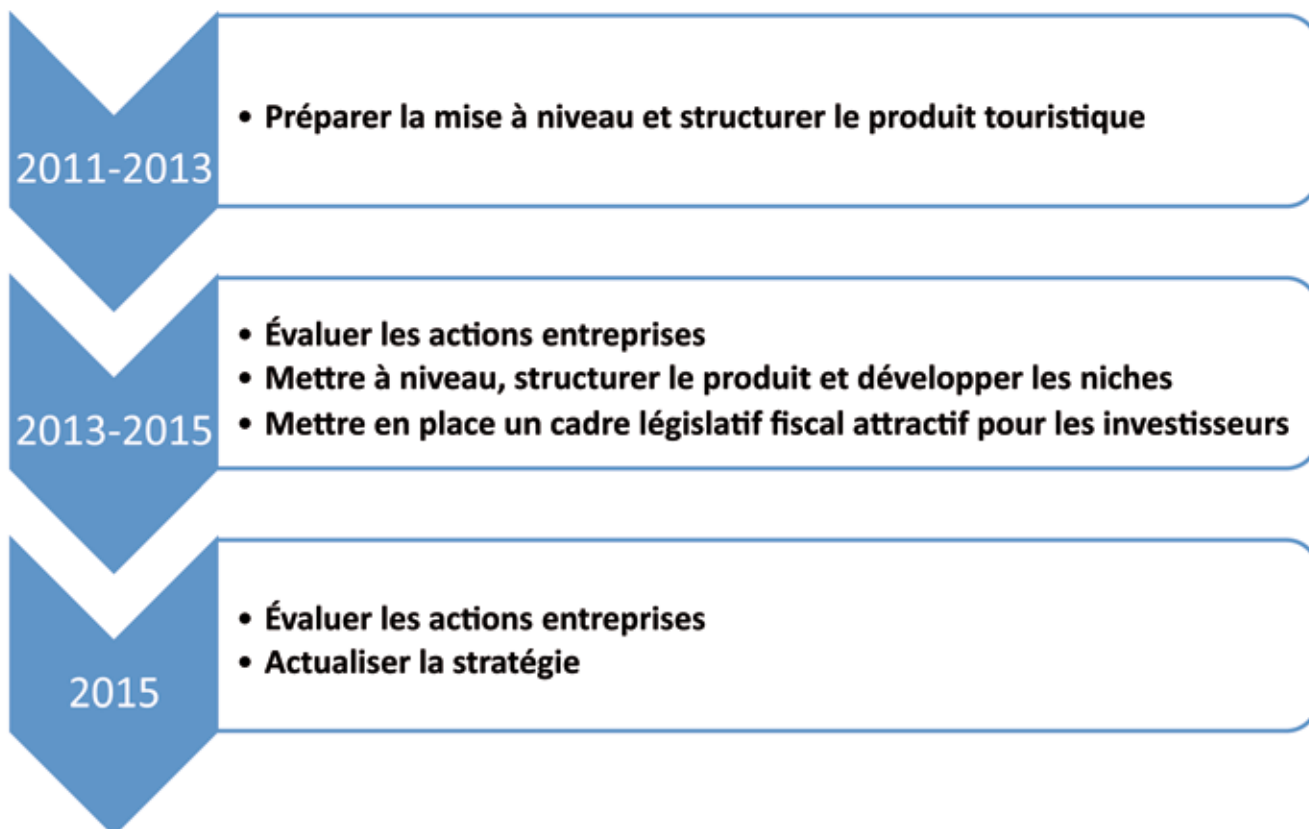 2011-2013
• Préparer la mise à niveau et structurer le produit touristique
2013-2015
• Évaluer les actions entreprises
• Mettre à niveau, structurer le produit et développer les niches
• Mettre en place un cadre législatif fiscal attractif pour les investisseurs
2015
• Évaluer les actions entreprises
• Actualiser la stratégie